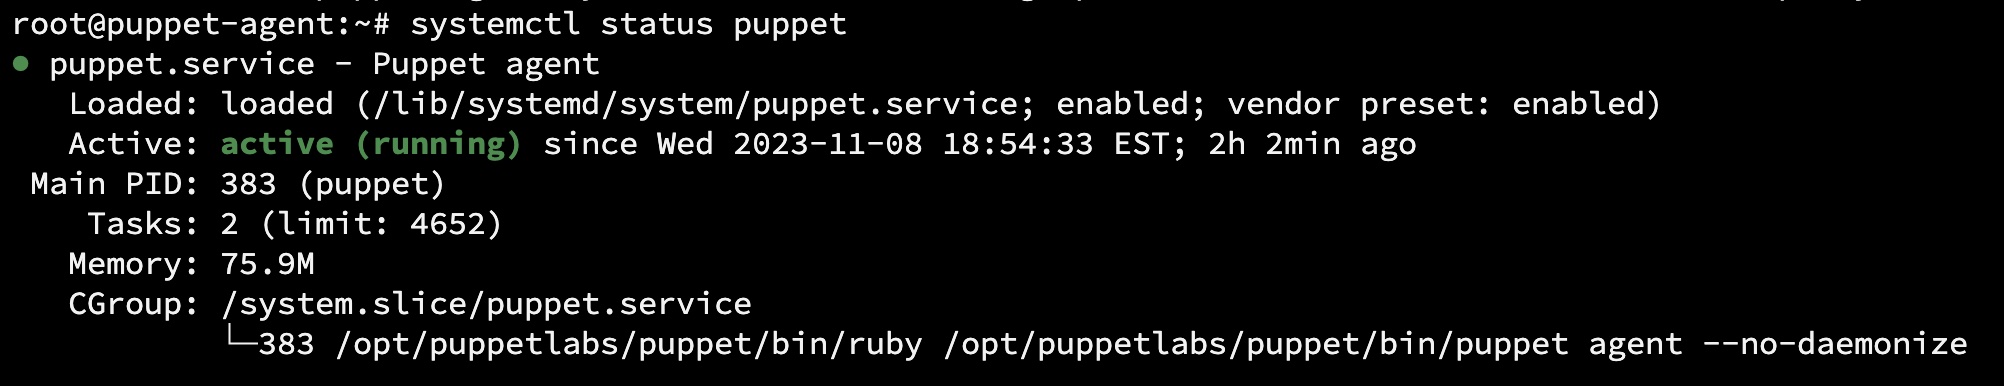 root@puppet-agent:~# systemctl status puppet
● puppet.service - Puppet agent
   Loaded: loaded (/lib/systemd/system/puppet.service; enabled; vendor preset: enabled)
   Active: active (running) since Wed 2023-11-08 18:54:33 EST; 2h 2min ago
 Main PID: 383 (puppet)
    Tasks: 2 (limit: 4652)
   Memory: 75.9M
   CGroup: /system.slice/puppet.service
           └─383 /opt/puppetlabs/puppet/bin/ruby /opt/puppetlabs/puppet/bin/puppet agent --no-daemonize